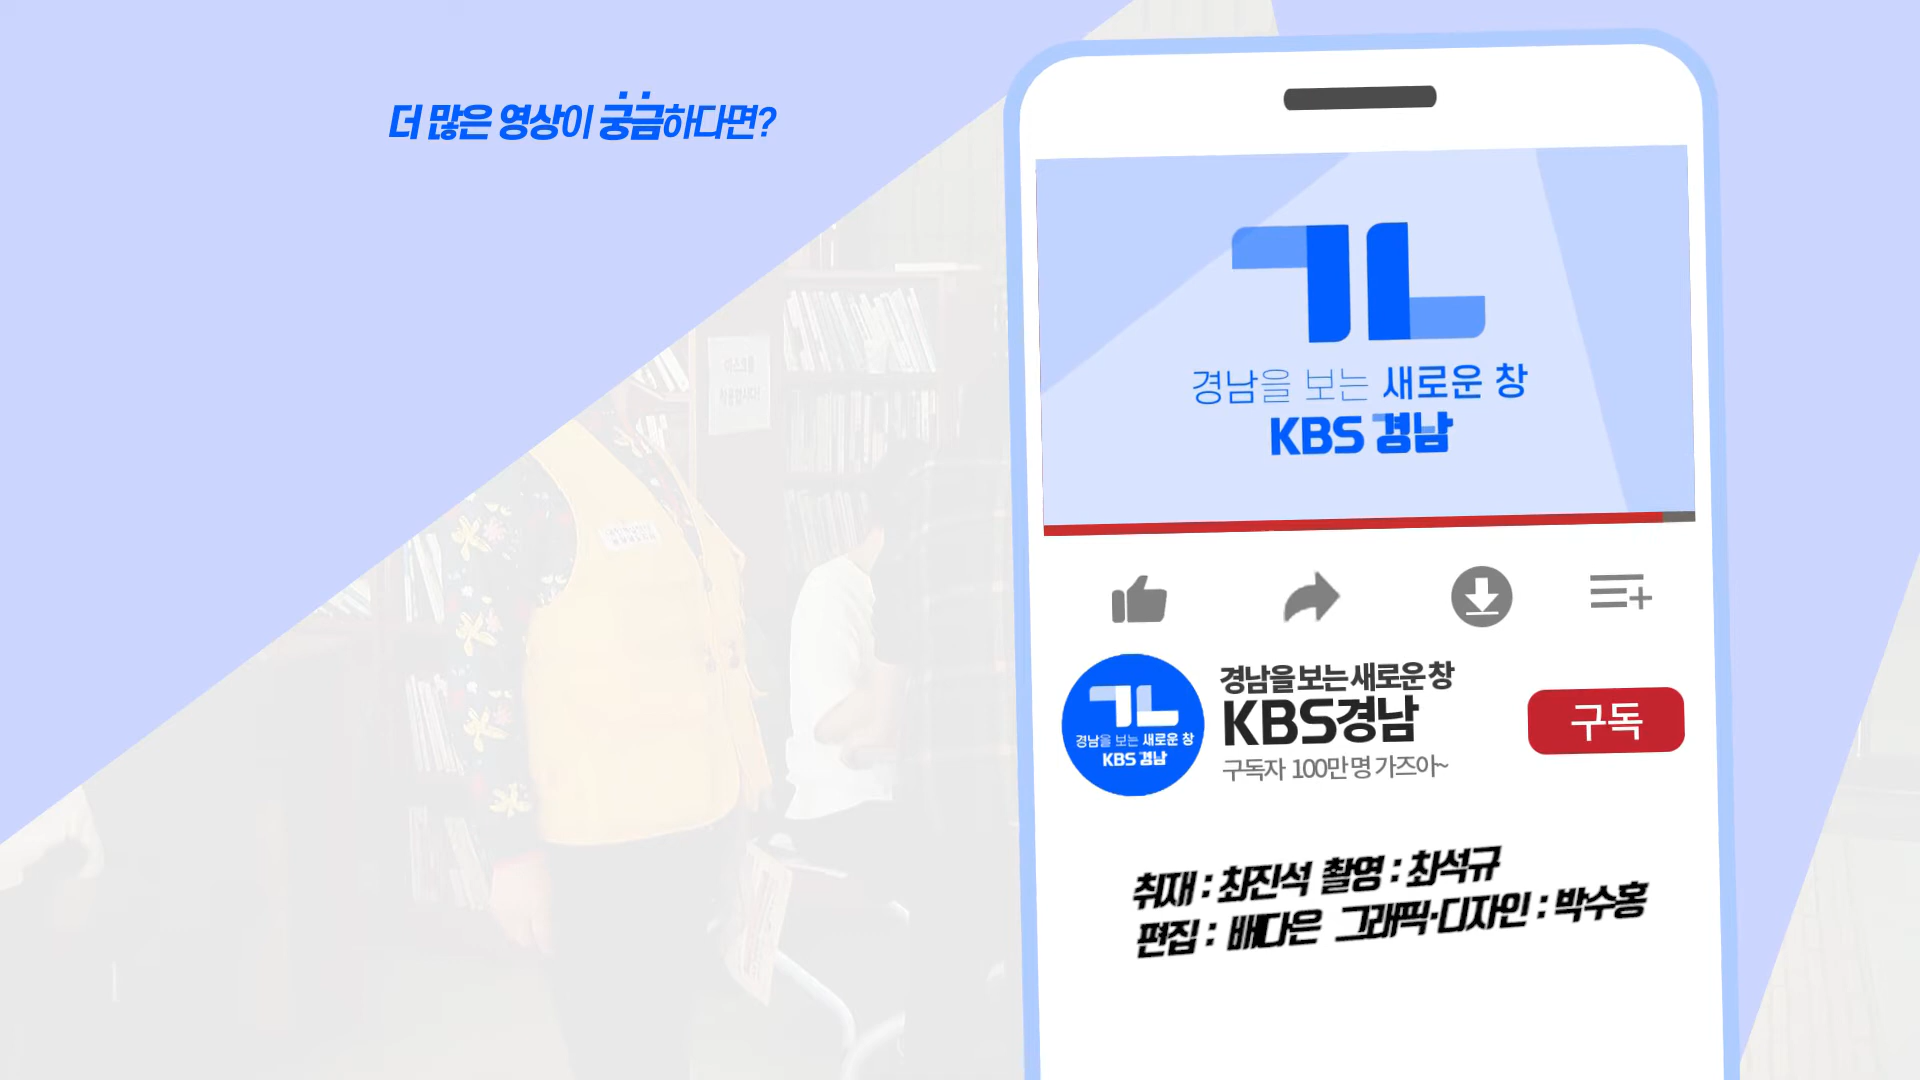 더 많은 영상이 궁금하다면?
경남을 보는 새로운 창
KBS 경남
경남을 보는 새로운 창
KBS 경남
경남을 보는 새로운 창
KBS경남
구독자 100만 명 가즈아~
구독
취재 : 최진석 촬영 : 최석규
편집 : 배다은 그래픽·디자인 : 박수홍